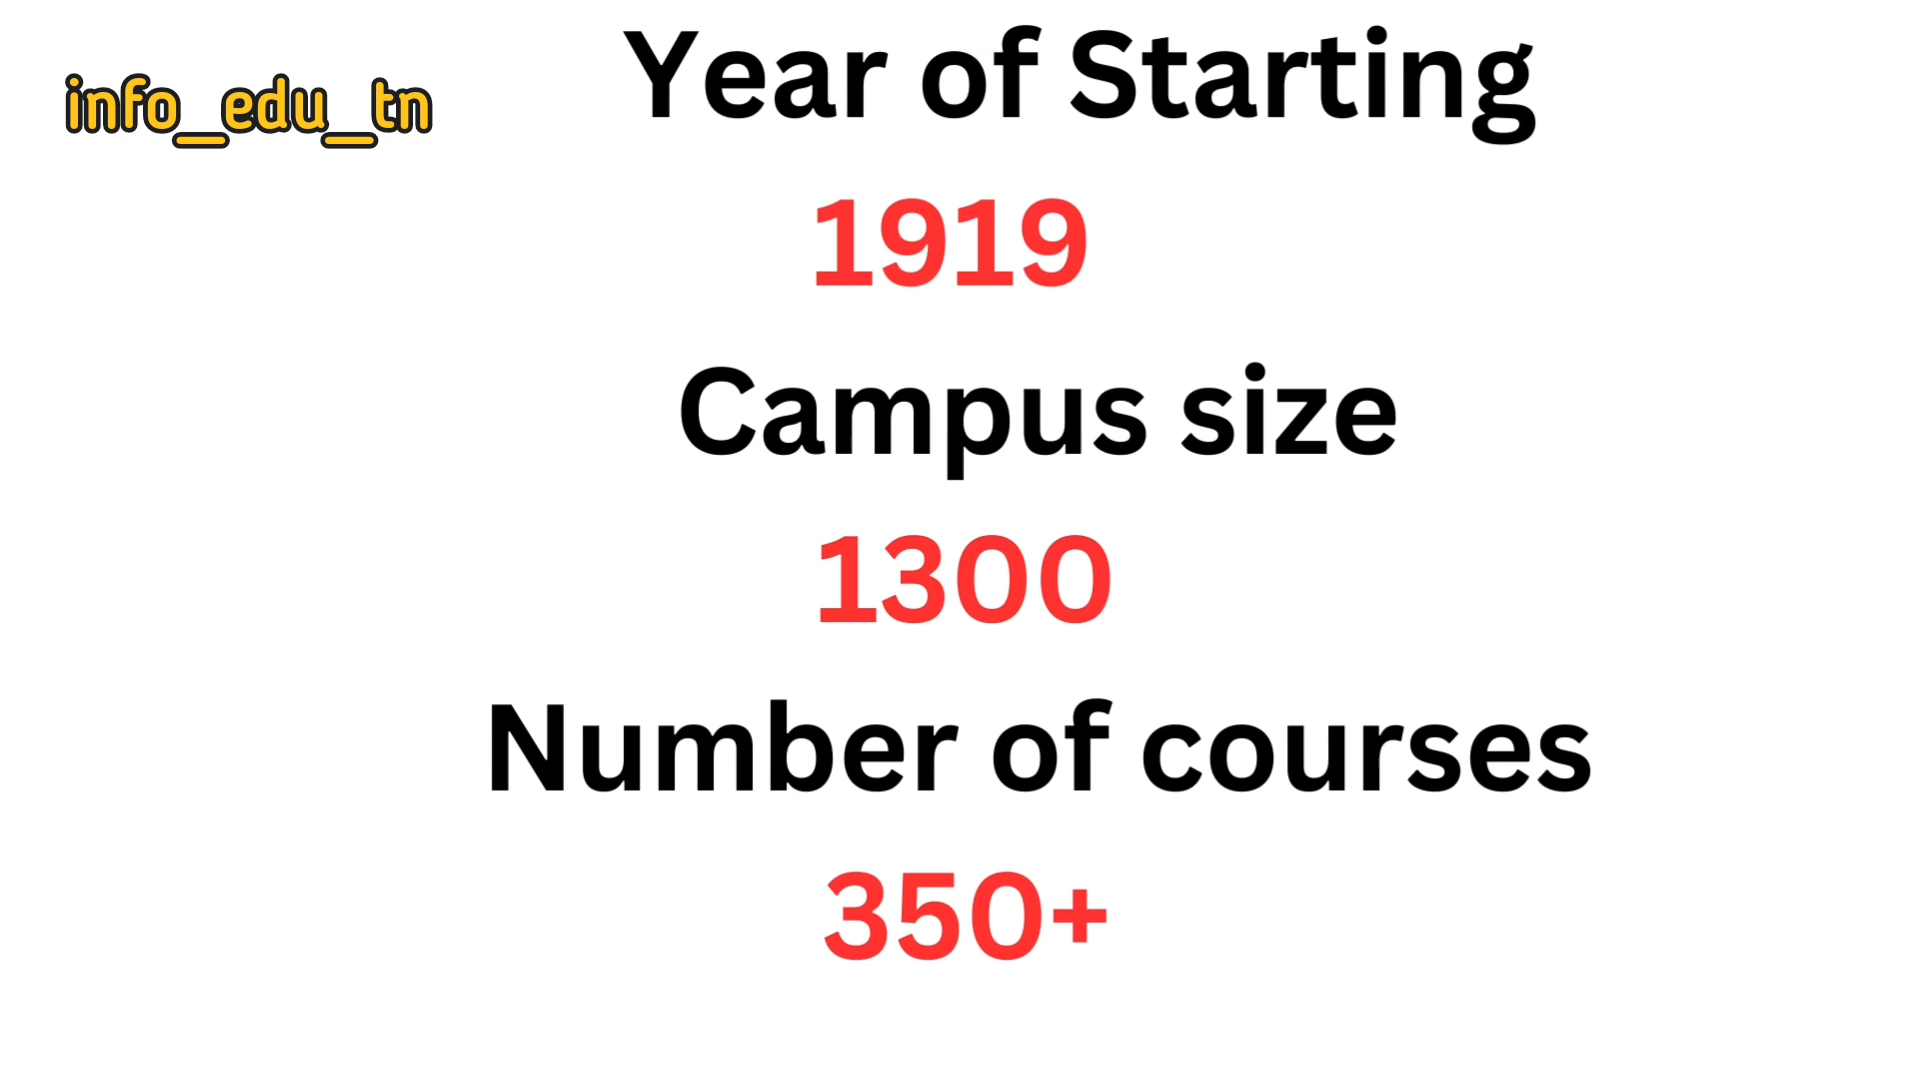 info_edu_tn
Year of Starting
1919
Campus size
1300
Number of courses
350+